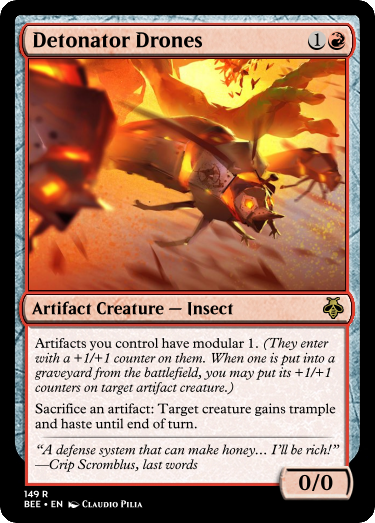 Detonator Drones 1
Artifact Creature — Insect
Artifacts you control have modular 1. (They enter
with a +1/+1 counter on them. When one is put into a
graveyard from the battlefield, you may put its +1/+1
counters on target artifact creature.)
Sacrifice an artifact: Target creature gains trample
and haste until end of turn.
“A defense system that can make honey… I’ll be rich!”
—Crip Scromblus, last words
0/0
149 R
BEE • EN Claudio Pilia